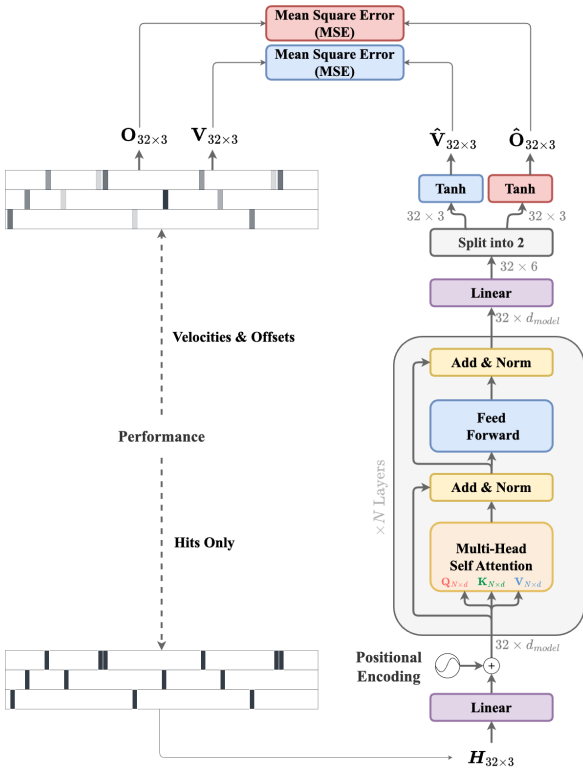 Mean Square Error
(MSE)
Mean Square Error
(MSE)
O32×3
V32×3
V̂32×3
Ô32×3
Tanh
Tanh
32 × 3
32 × 3
Split into 2
32 × 6
Linear
32 × dmodel
Velocities & Offsets
Add & Norm
Feed
Forward
Performance
×N Layers
Add & Norm
Hits Only
Multi-Head
Self Attention
QN×d
KN×d
VN×d
32 × dmodel
Positional
Encoding
+
Linear
H32×3